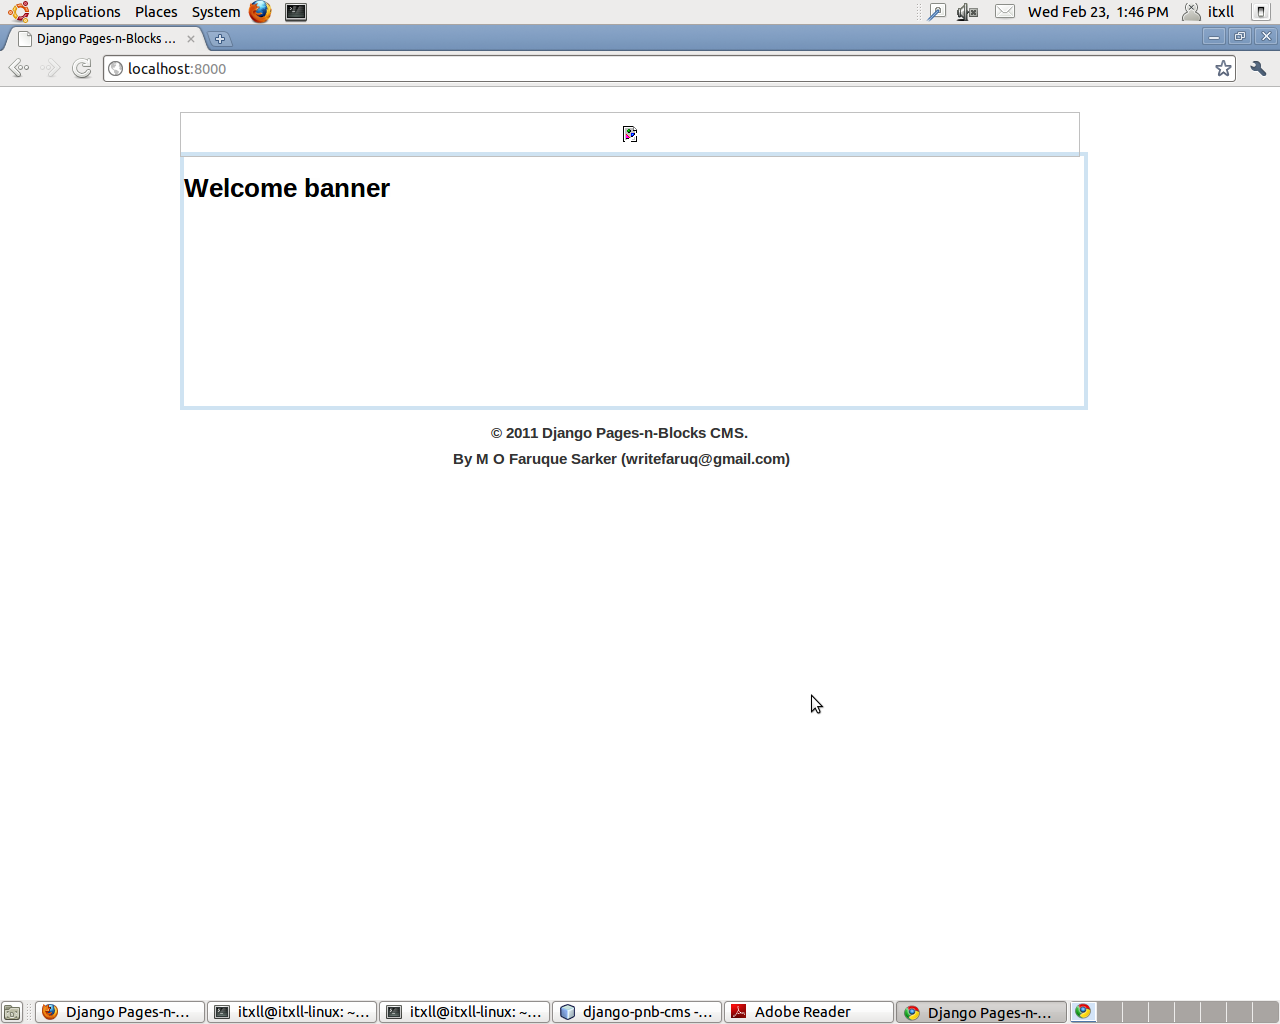 Applications Places System Wed Feb 23, 1:46 PM itxll
Django Pages-n-Blocks ...
localhost:8000
Welcome banner
© 2011 Django Pages-n-Blocks CMS.
By M O Faruque Sarker (writefaruq@gmail.com)
Django Pages-n-... itxll@itxll-linux: ~... itxll@itxll-linux: ~... django-pnb-cms -... Adobe Reader Django Pages-n-...